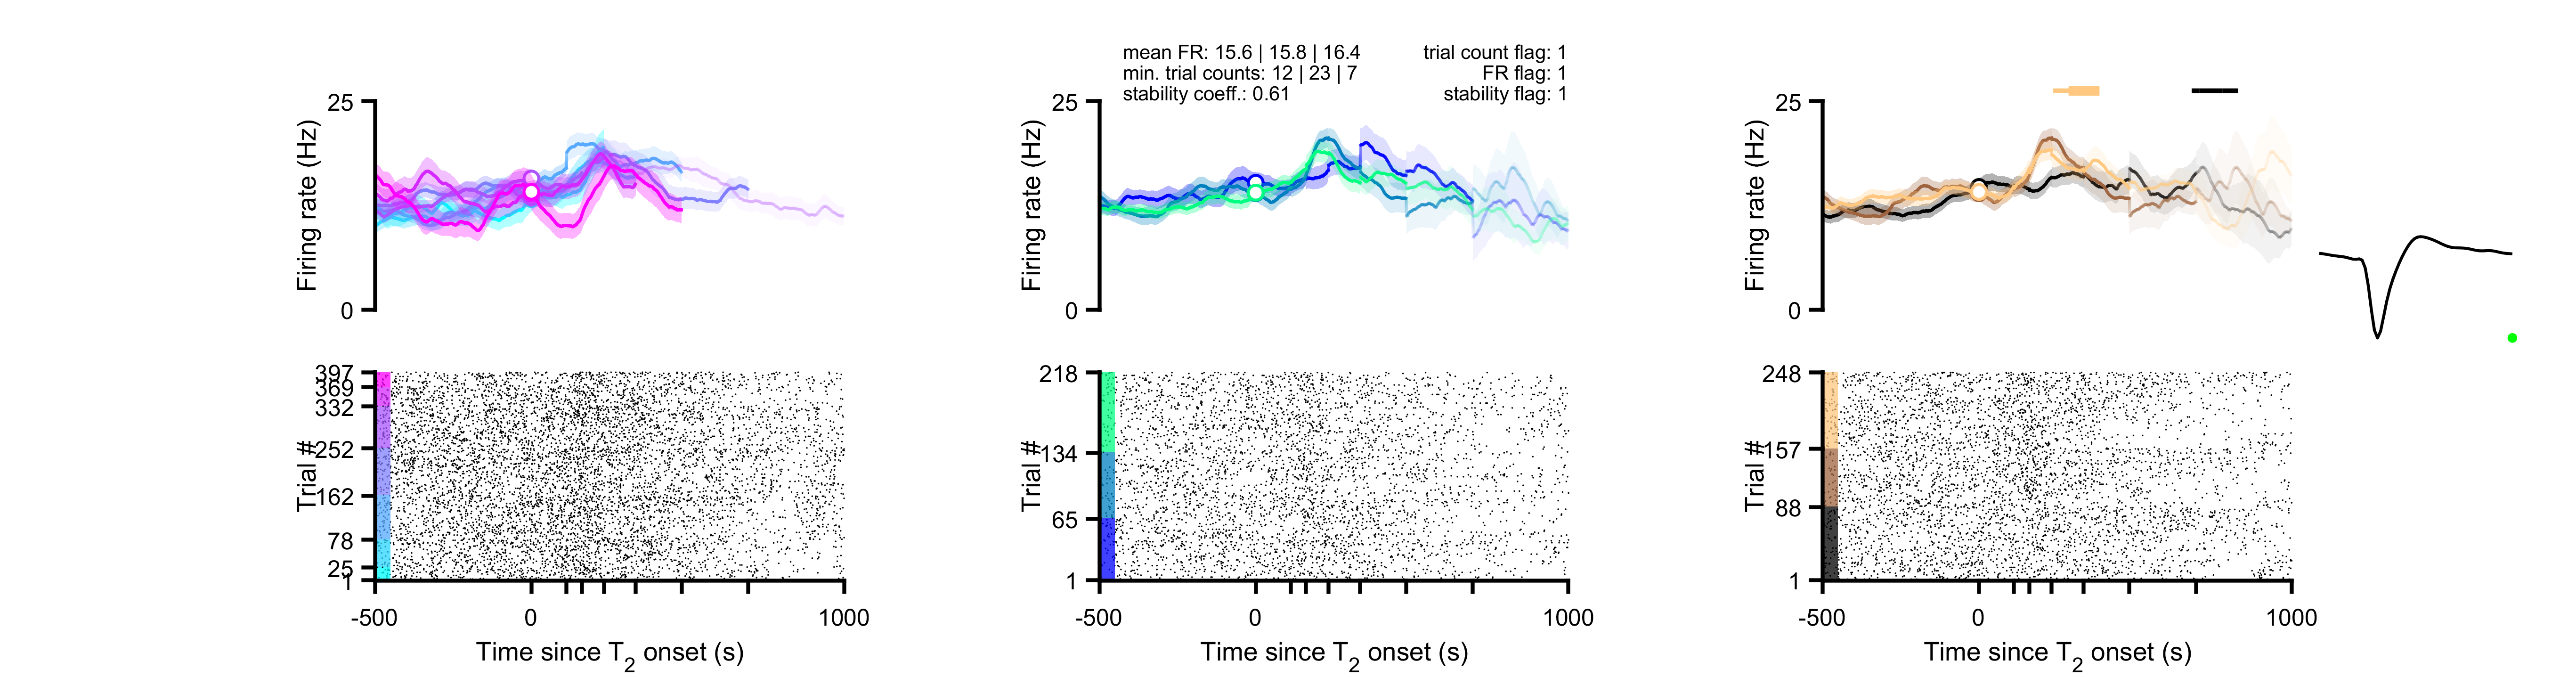 mean FR: 15.6 | 15.8 | 16.4
min. trial counts: 12 | 23 | 7
stability coeff.: 0.61
trial count flag: 1
FR flag: 1
stability flag: 1
25
0
Firing rate (Hz)
25
0
Firing rate (Hz)
25
0
Firing rate (Hz)
397
369
332
252
162
78
25
1
Trial #
-500
0
1000
Time since T2 onset (s)
218
134
65
1
Trial #
-500
0
1000
Time since T2 onset (s)
248
157
88
1
Trial #
-500
0
1000
Time since T2 onset (s)